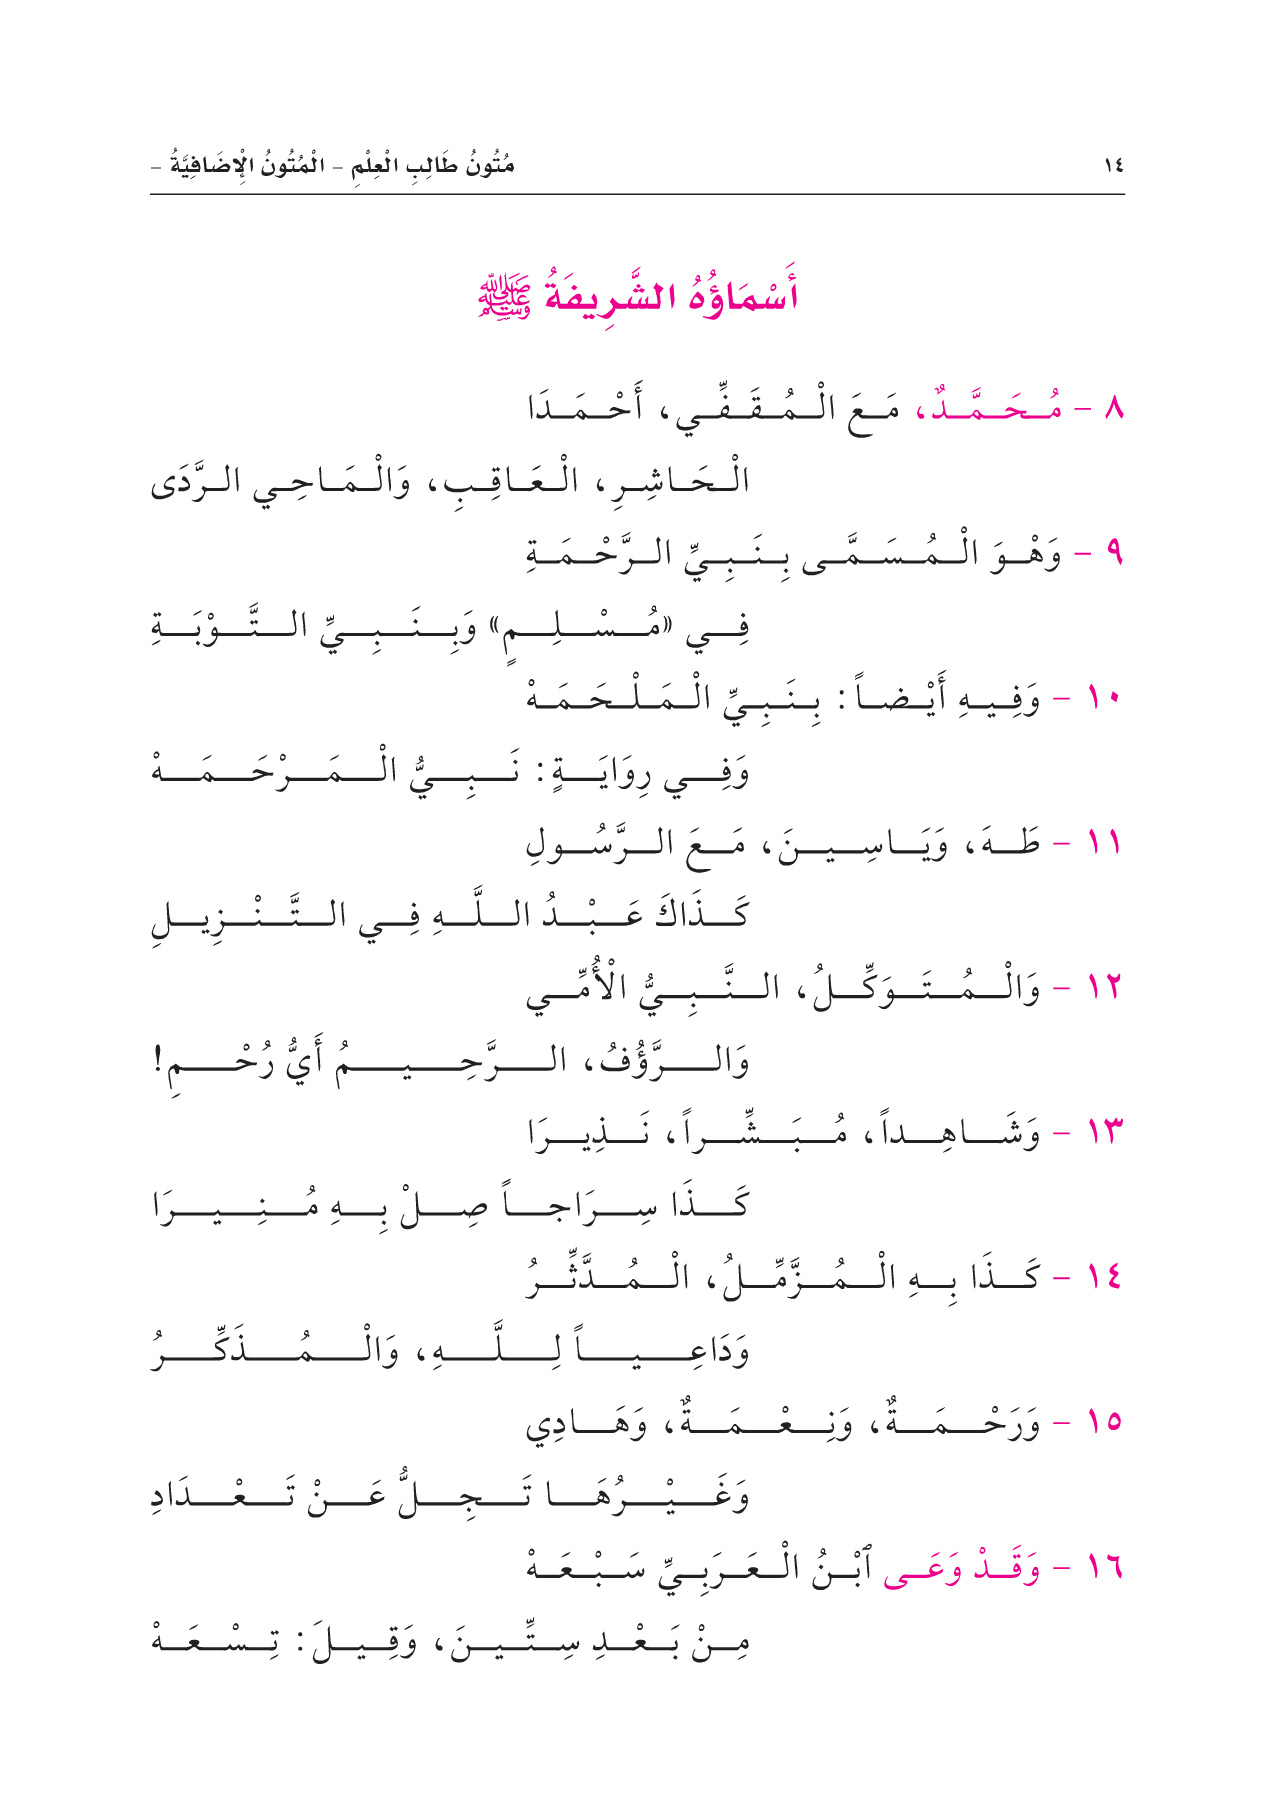 ١٤
مُتُونُ طَالِبِ الْعِلْمِ - الْمُتُونُ الْإِضَافِيَّةُ -
أَسْمَاؤُهُ الشَّرِيفَةُ ﷺ
٨ - مُحَمَّدٌ، مَعَ الْمُقَفِّي، أَحْمَدَا
الْحَاشِرِ، الْعَاقِبِ، وَالْمَاحِي الرَّدَى
٩ - وَهْوَ الْمُسَمَّى بِنَبِيِّ الرَّحْمَةِ
فِي «مُسْلِمٍ» وَبِنَبِيِّ التَّوْبَةِ
١٠ - وَفِيهِ أَيْضاً: بِنَبِيِّ الْمَلْحَمَهْ
وَفِي رِوَايَةٍ: نَبِيُّ الْمَرْحَمَهْ
١١ - طَهَ، وَيَاسِينَ، مَعَ الرَّسُولِ
كَذَاكَ عَبْدُ اللَّهِ فِي التَّنْزِيلِ
١٢ - وَالْمُتَوَكِّلُ، النَّبِيُّ الْأُمِّي
وَالرَّؤُفُ، الرَّحِيمُ أَيُّ رُحْمِ!
١٣ - وَشَاهِداً، مُبَشِّراً، نَذِيرَا
كَذَا سِرَاجاً صِلْ بِهِ مُنِيرَا
١٤ - كَذَا بِهِ الْمُزَّمِّلُ، الْمُدَّثِّرُ
وَدَاعِياً لِلَّهِ، وَالْمُذَكِّرُ
١٥ - وَرَحْمَةٌ، وَنِعْمَةٌ، وَهَادِي
وَغَيْرُهَا تَجِلُّ عَنْ تَعْدَادِ
١٦ - وَقَدْ وَعَى ٱبْنُ الْعَرَبِيِّ سَبْعَهْ
مِنْ بَعْدِ سِتِّينَ، وَقِيلَ: تِسْعَهْ